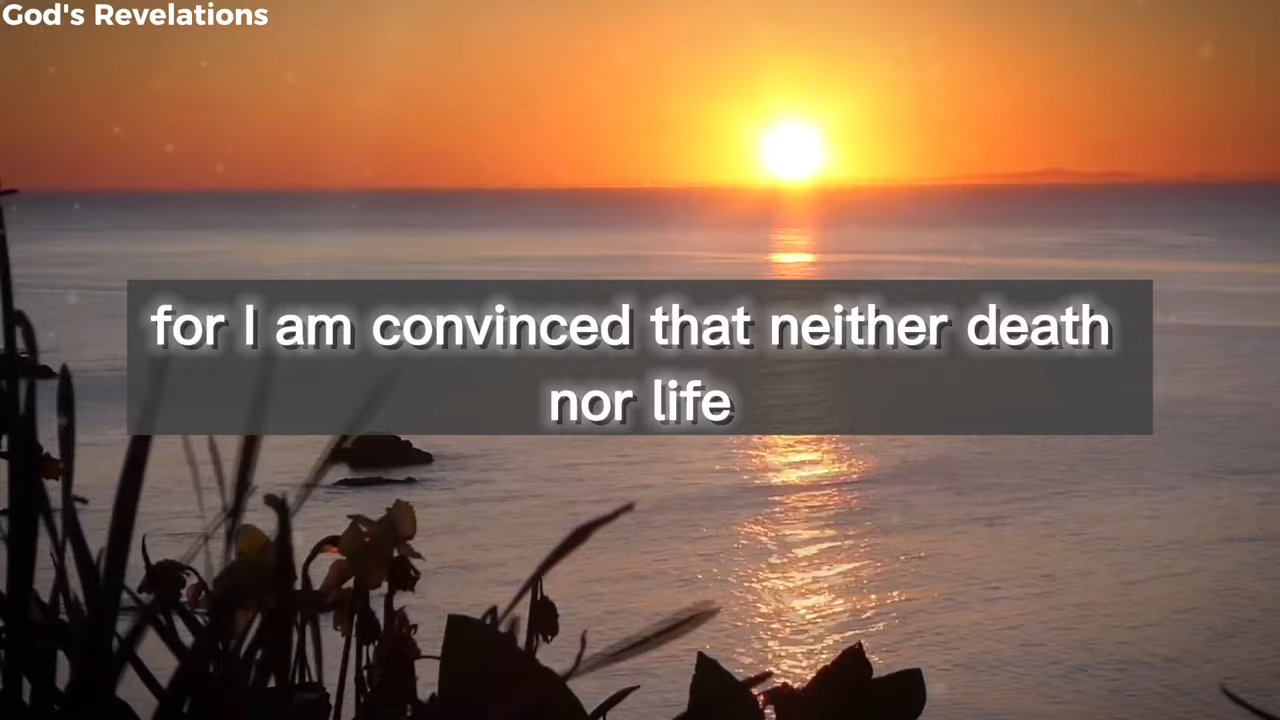 God's Revelations
for I am convinced that neither death
nor life